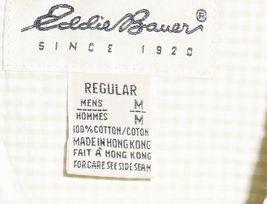 Eddie Bauer®
SINCE 1920
REGULAR
MENS M
HOMMES M
100% COTTON/COTON
MADE IN HONG KONG
FAIT À HONG KONG
FOR CARE SEE SIDE SEAM